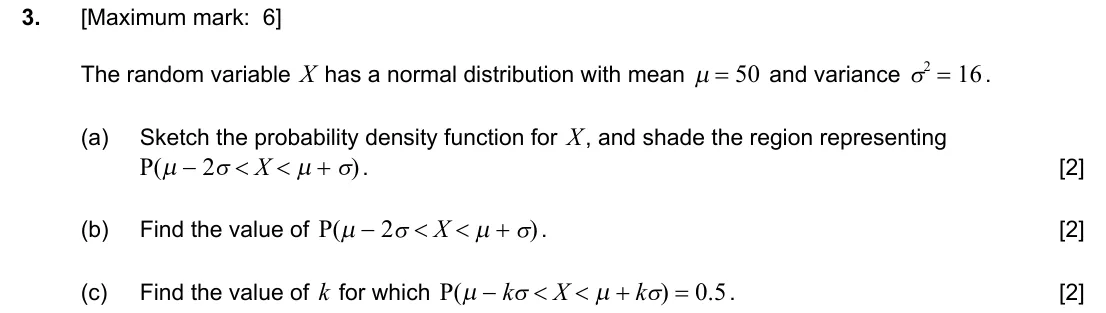 3. [Maximum mark: 6]
The random variable X has a normal distribution with mean μ = 50 and variance σ² = 16.
(a) Sketch the probability density function for X, and shade the region representing
P(μ − 2σ < X < μ + σ). [2]
(b) Find the value of P(μ − 2σ < X < μ + σ). [2]
(c) Find the value of k for which P(μ − kσ < X < μ + kσ) = 0.5. [2]